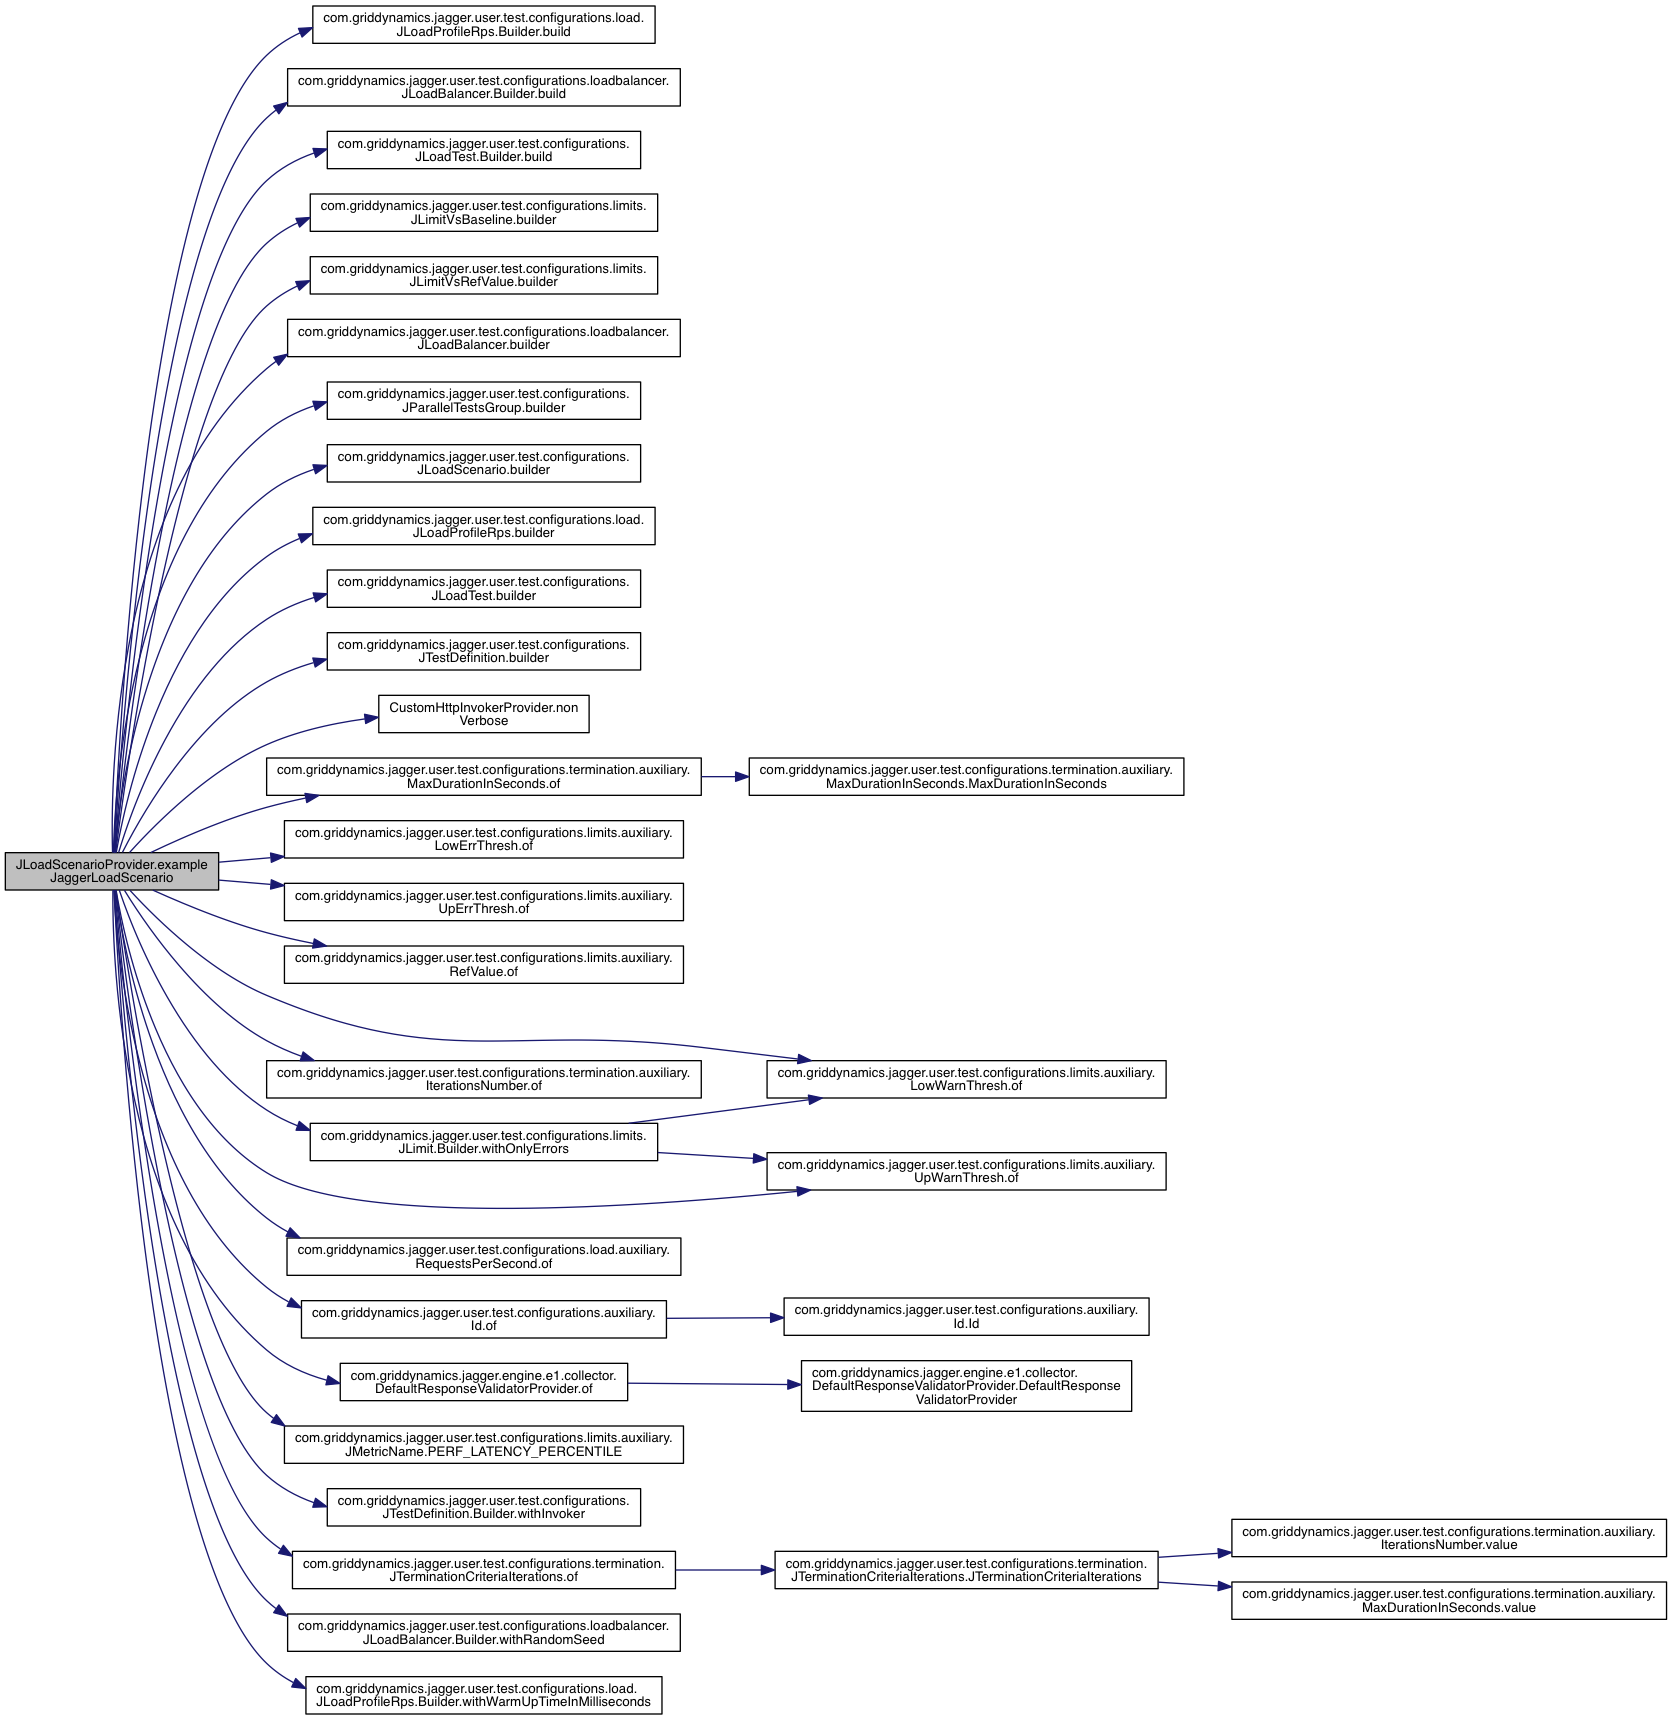 com.griddynamics.jagger.user.test.configurations.load.
JLoadProfileRps.Builder.build
com.griddynamics.jagger.user.test.configurations.loadbalancer.
JLoadBalancer.Builder.build
com.griddynamics.jagger.user.test.configurations.
JLoadTest.Builder.build
com.griddynamics.jagger.user.test.configurations.limits.
JLimitVsBaseline.builder
com.griddynamics.jagger.user.test.configurations.limits.
JLimitVsRefValue.builder
com.griddynamics.jagger.user.test.configurations.loadbalancer.
JLoadBalancer.builder
com.griddynamics.jagger.user.test.configurations.
JParallelTestsGroup.builder
com.griddynamics.jagger.user.test.configurations.
JLoadScenario.builder
com.griddynamics.jagger.user.test.configurations.load.
JLoadProfileRps.builder
com.griddynamics.jagger.user.test.configurations.
JLoadTest.builder
com.griddynamics.jagger.user.test.configurations.
JTestDefinition.builder
CustomHttpInvokerProvider.non
Verbose
com.griddynamics.jagger.user.test.configurations.termination.auxiliary.
MaxDurationInSeconds.of
com.griddynamics.jagger.user.test.configurations.termination.auxiliary.
MaxDurationInSeconds.MaxDurationInSeconds
com.griddynamics.jagger.user.test.configurations.limits.auxiliary.
LowErrThresh.of
JLoadScenarioProvider.example
JaggerLoadScenario
com.griddynamics.jagger.user.test.configurations.limits.auxiliary.
UpErrThresh.of
com.griddynamics.jagger.user.test.configurations.limits.auxiliary.
RefValue.of
com.griddynamics.jagger.user.test.configurations.termination.auxiliary.
IterationsNumber.of
com.griddynamics.jagger.user.test.configurations.limits.auxiliary.
LowWarnThresh.of
com.griddynamics.jagger.user.test.configurations.limits.
JLimit.Builder.withOnlyErrors
com.griddynamics.jagger.user.test.configurations.limits.auxiliary.
UpWarnThresh.of
com.griddynamics.jagger.user.test.configurations.load.auxiliary.
RequestsPerSecond.of
com.griddynamics.jagger.user.test.configurations.auxiliary.
Id.of
com.griddynamics.jagger.user.test.configurations.auxiliary.
Id.Id
com.griddynamics.jagger.engine.e1.collector.
DefaultResponseValidatorProvider.of
com.griddynamics.jagger.engine.e1.collector.
DefaultResponseValidatorProvider.DefaultResponse
ValidatorProvider
com.griddynamics.jagger.user.test.configurations.limits.auxiliary.
JMetricName.PERF_LATENCY_PERCENTILE
com.griddynamics.jagger.user.test.configurations.
JTestDefinition.Builder.withInvoker
com.griddynamics.jagger.user.test.configurations.termination.
JTerminationCriteriaIterations.of
com.griddynamics.jagger.user.test.configurations.termination.
JTerminationCriteriaIterations.JTerminationCriteriaIterations
com.griddynamics.jagger.user.test.configurations.termination.auxiliary.
IterationsNumber.value
com.griddynamics.jagger.user.test.configurations.termination.auxiliary.
MaxDurationInSeconds.value
com.griddynamics.jagger.user.test.configurations.loadbalancer.
JLoadBalancer.Builder.withRandomSeed
com.griddynamics.jagger.user.test.configurations.load.
JLoadProfileRps.Builder.withWarmUpTimeInMilliseconds